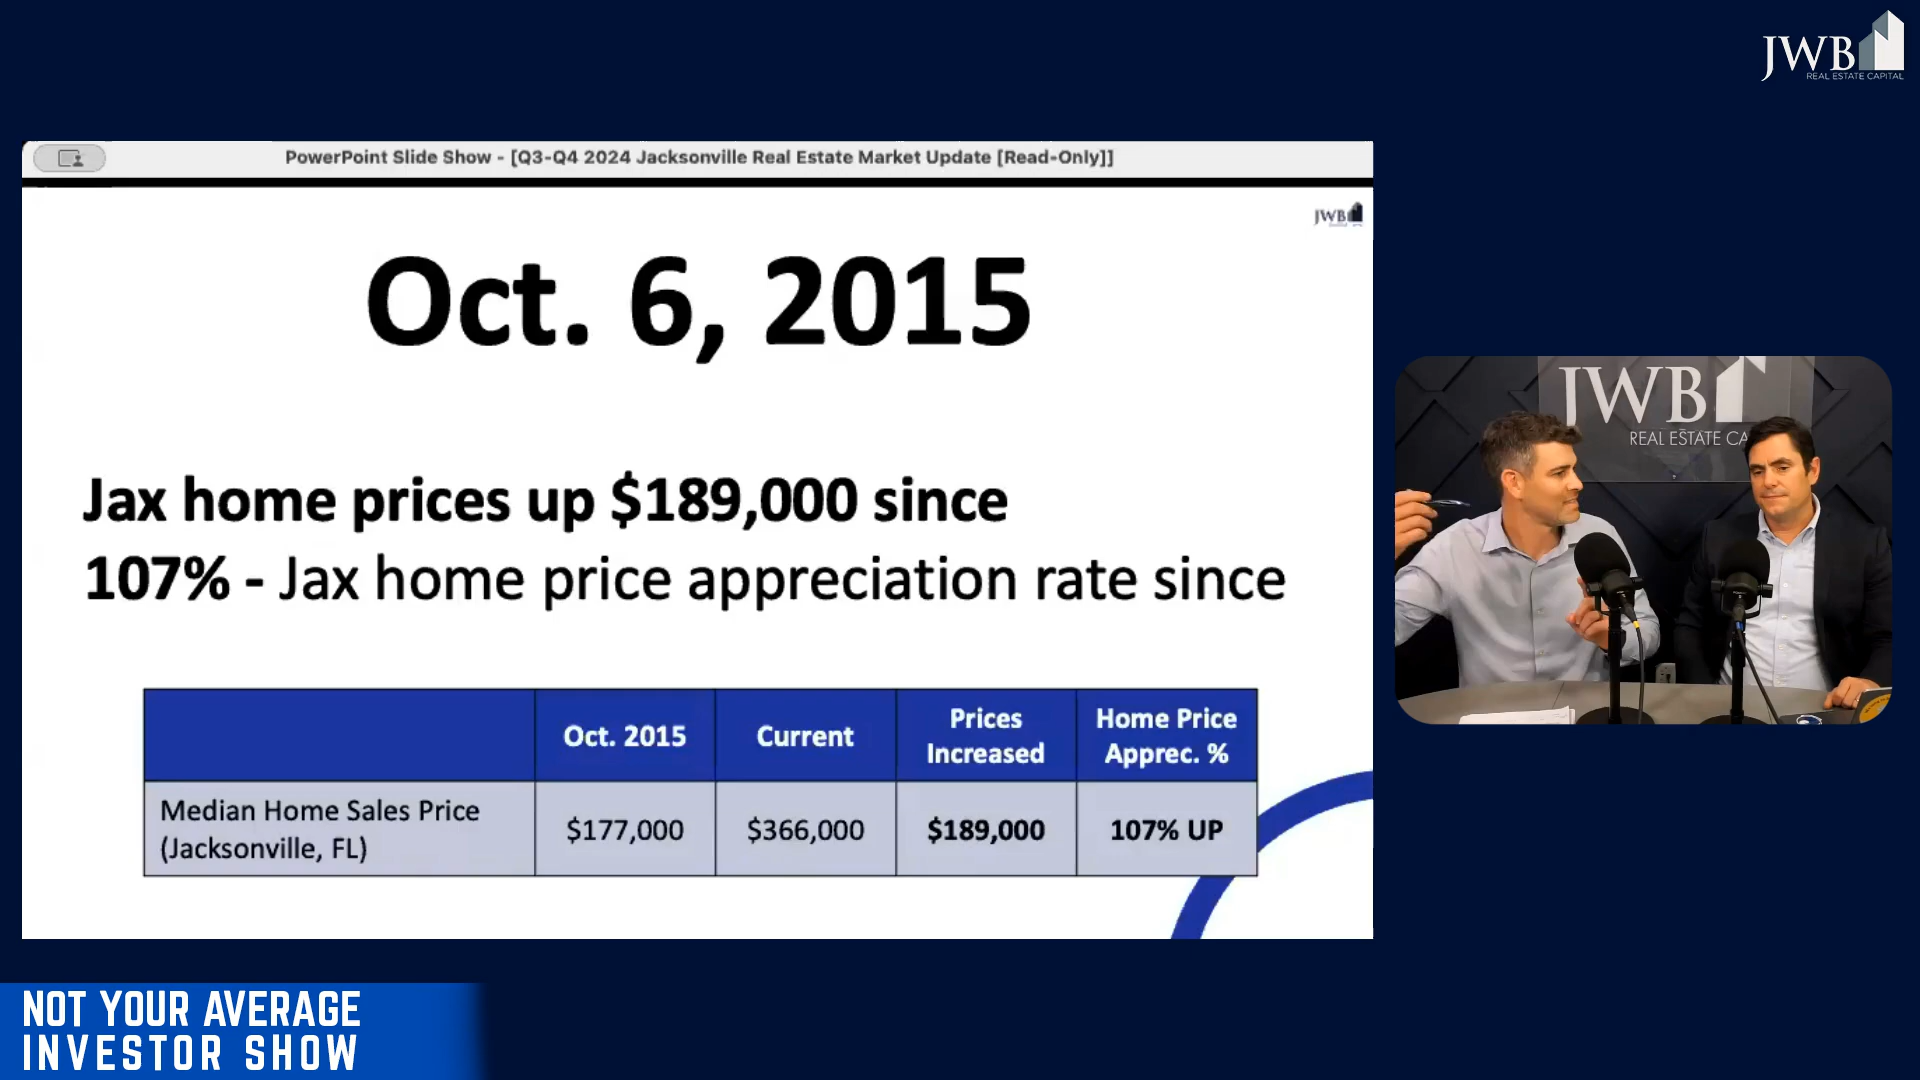 JWB
REAL ESTATE CAPITAL
PowerPoint Slide Show - [Q3-Q4 2024 Jacksonville Real Estate Market Update [Read-Only]]
JWB
Oct. 6, 2015
Jax home prices up $189,000 since
107% - Jax home price appreciation rate since
Oct. 2015
Current
Prices
Increased
Home Price
Apprec. %
Median Home Sales Price
(Jacksonville, FL)
$177,000
$366,000
$189,000
107% UP
JWB
REAL ESTATE CA
NOT YOUR AVERAGE
INVESTOR SHOW